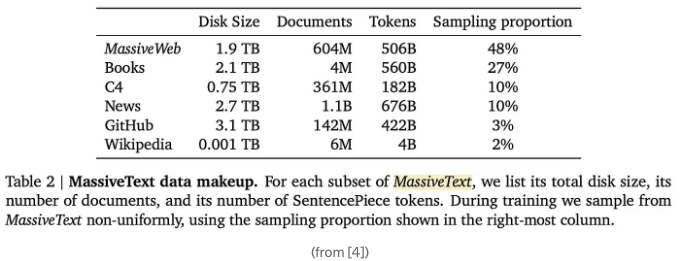 Disk Size Documents Tokens Sampling proportion
MassiveWeb 1.9 TB 604M 506B 48%
Books 2.1 TB 4M 560B 27%
C4 0.75 TB 361M 182B 10%
News 2.7 TB 1.1B 676B 10%
GitHub 3.1 TB 142M 422B 3%
Wikipedia 0.001 TB 6M 4B 2%
Table 2 | MassiveText data makeup. For each subset of MassiveText, we list its total disk size, its
number of documents, and its number of SentencePiece tokens. During training we sample from
MassiveText non-uniformly, using the sampling proportion shown in the right-most column.
(from [4])